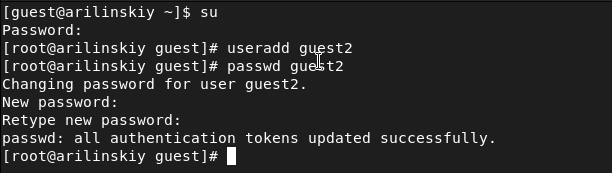 [guest@arilinskiy ~]$ su
Password:
[root@arilinskiy guest]# useradd guest2
[root@arilinskiy guest]# passwd guest2
Changing password for user guest2.
New password:
Retype new password:
passwd: all authentication tokens updated successfully.
[root@arilinskiy guest]#